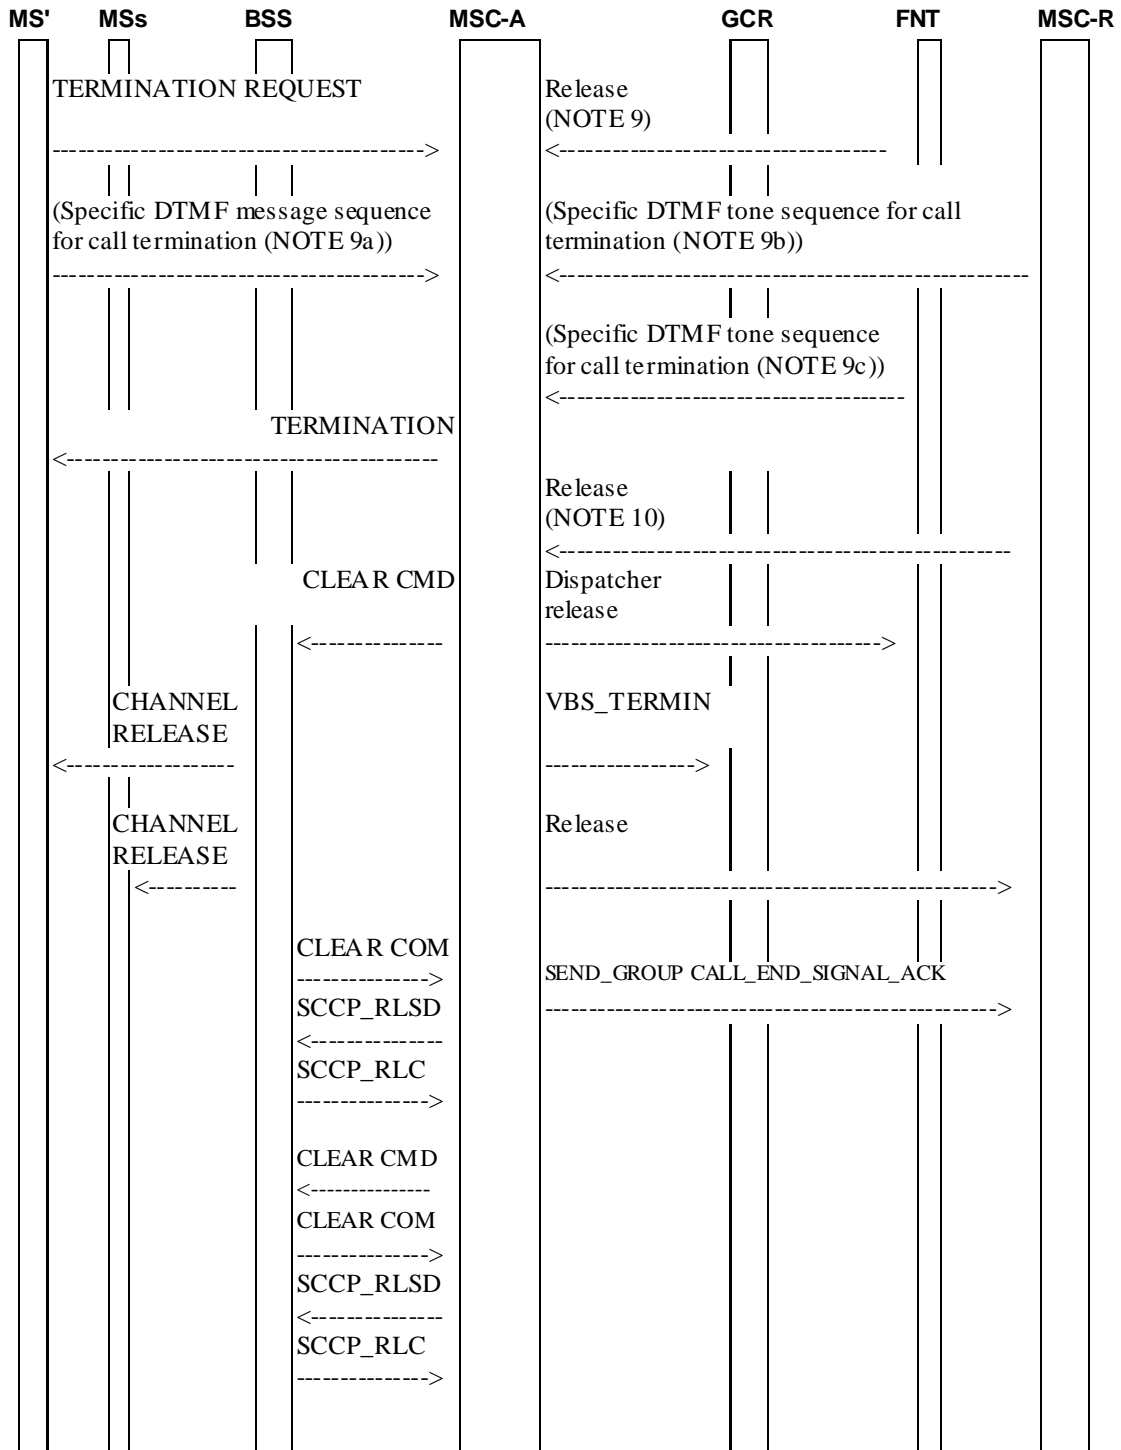 MS' MSs BSS MSC-A GCR FNT MSC-R
TERMINATION REQUEST
Release
(NOTE 9)
(Specific DTMF message sequence
for call termination (NOTE 9a))
(Specific DTMF tone sequence for call
termination (NOTE 9b))
(Specific DTMF tone sequence
for call termination (NOTE 9c))
TERMINATION
Release
(NOTE 10)
CLEAR CMD
Dispatcher
release
CHANNEL
RELEASE
VBS_TERMIN
CHANNEL
RELEASE
Release
CLEAR COM
SEND_GROUP CALL_END_SIGNAL_ACK
SCCP_RLSD
SCCP_RLC
CLEAR CMD
CLEAR COM
SCCP_RLSD
SCCP_RLC